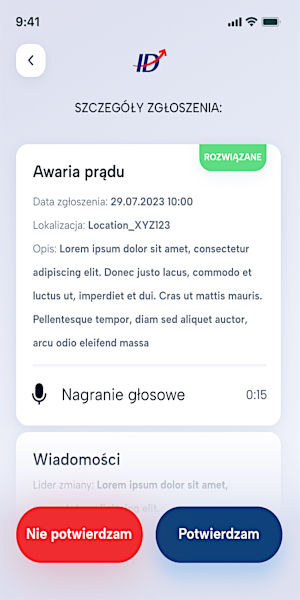 9:41
ID
SZCZEGÓŁY ZGŁOSZENIA:
ROZWIĄZANE
Awaria prądu
Data zgłoszenia: 29.07.2023 10:00
Lokalizacja: Location_XYZ123
Opis: Lorem ipsum dolor sit amet, consectetur
adipiscing elit. Donec justo lacus, commodo et
luctus ut, imperdiet et dui. Cras ut mattis mauris.
Pellentesque tempor, diam sed aliquet auctor,
arcu odio eleifend massa
Nagranie głosowe 0:15
Wiadomości
Lider zmiany: Lorem ipsum dolor sit amet,
elit.
Nie potwierdzam
Potwierdzam